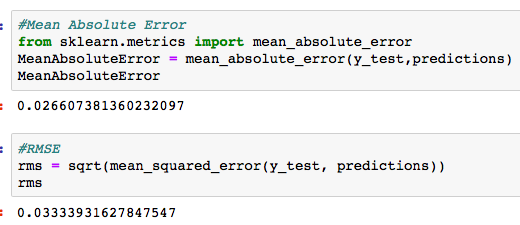 #Mean Absolute Error
from sklearn.metrics import mean_absolute_error
MeanAbsoluteError = mean_absolute_error(y_test,predictions)
MeanAbsoluteError
0.026607381360232097
#RMSE
rms = sqrt(mean_squared_error(y_test, predictions))
rms
0.03333931627847547